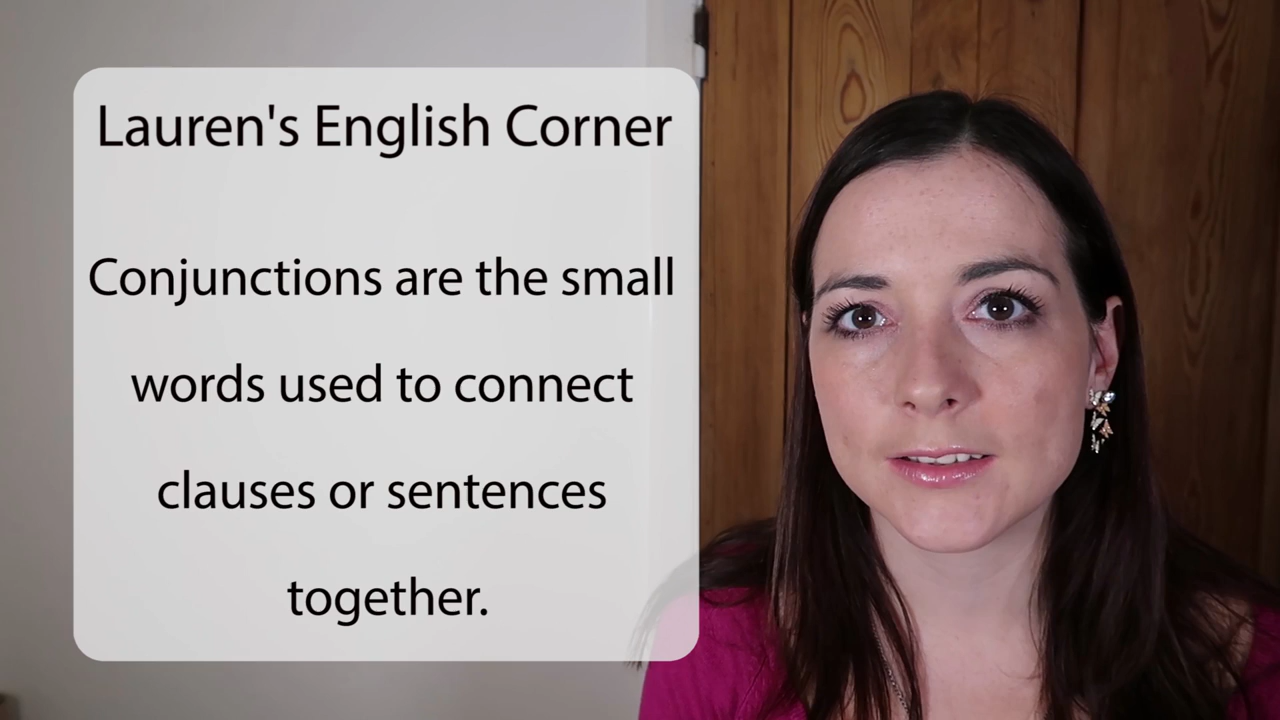 Lauren's English Corner
Conjunctions are the small
words used to connect
clauses or sentences
together.